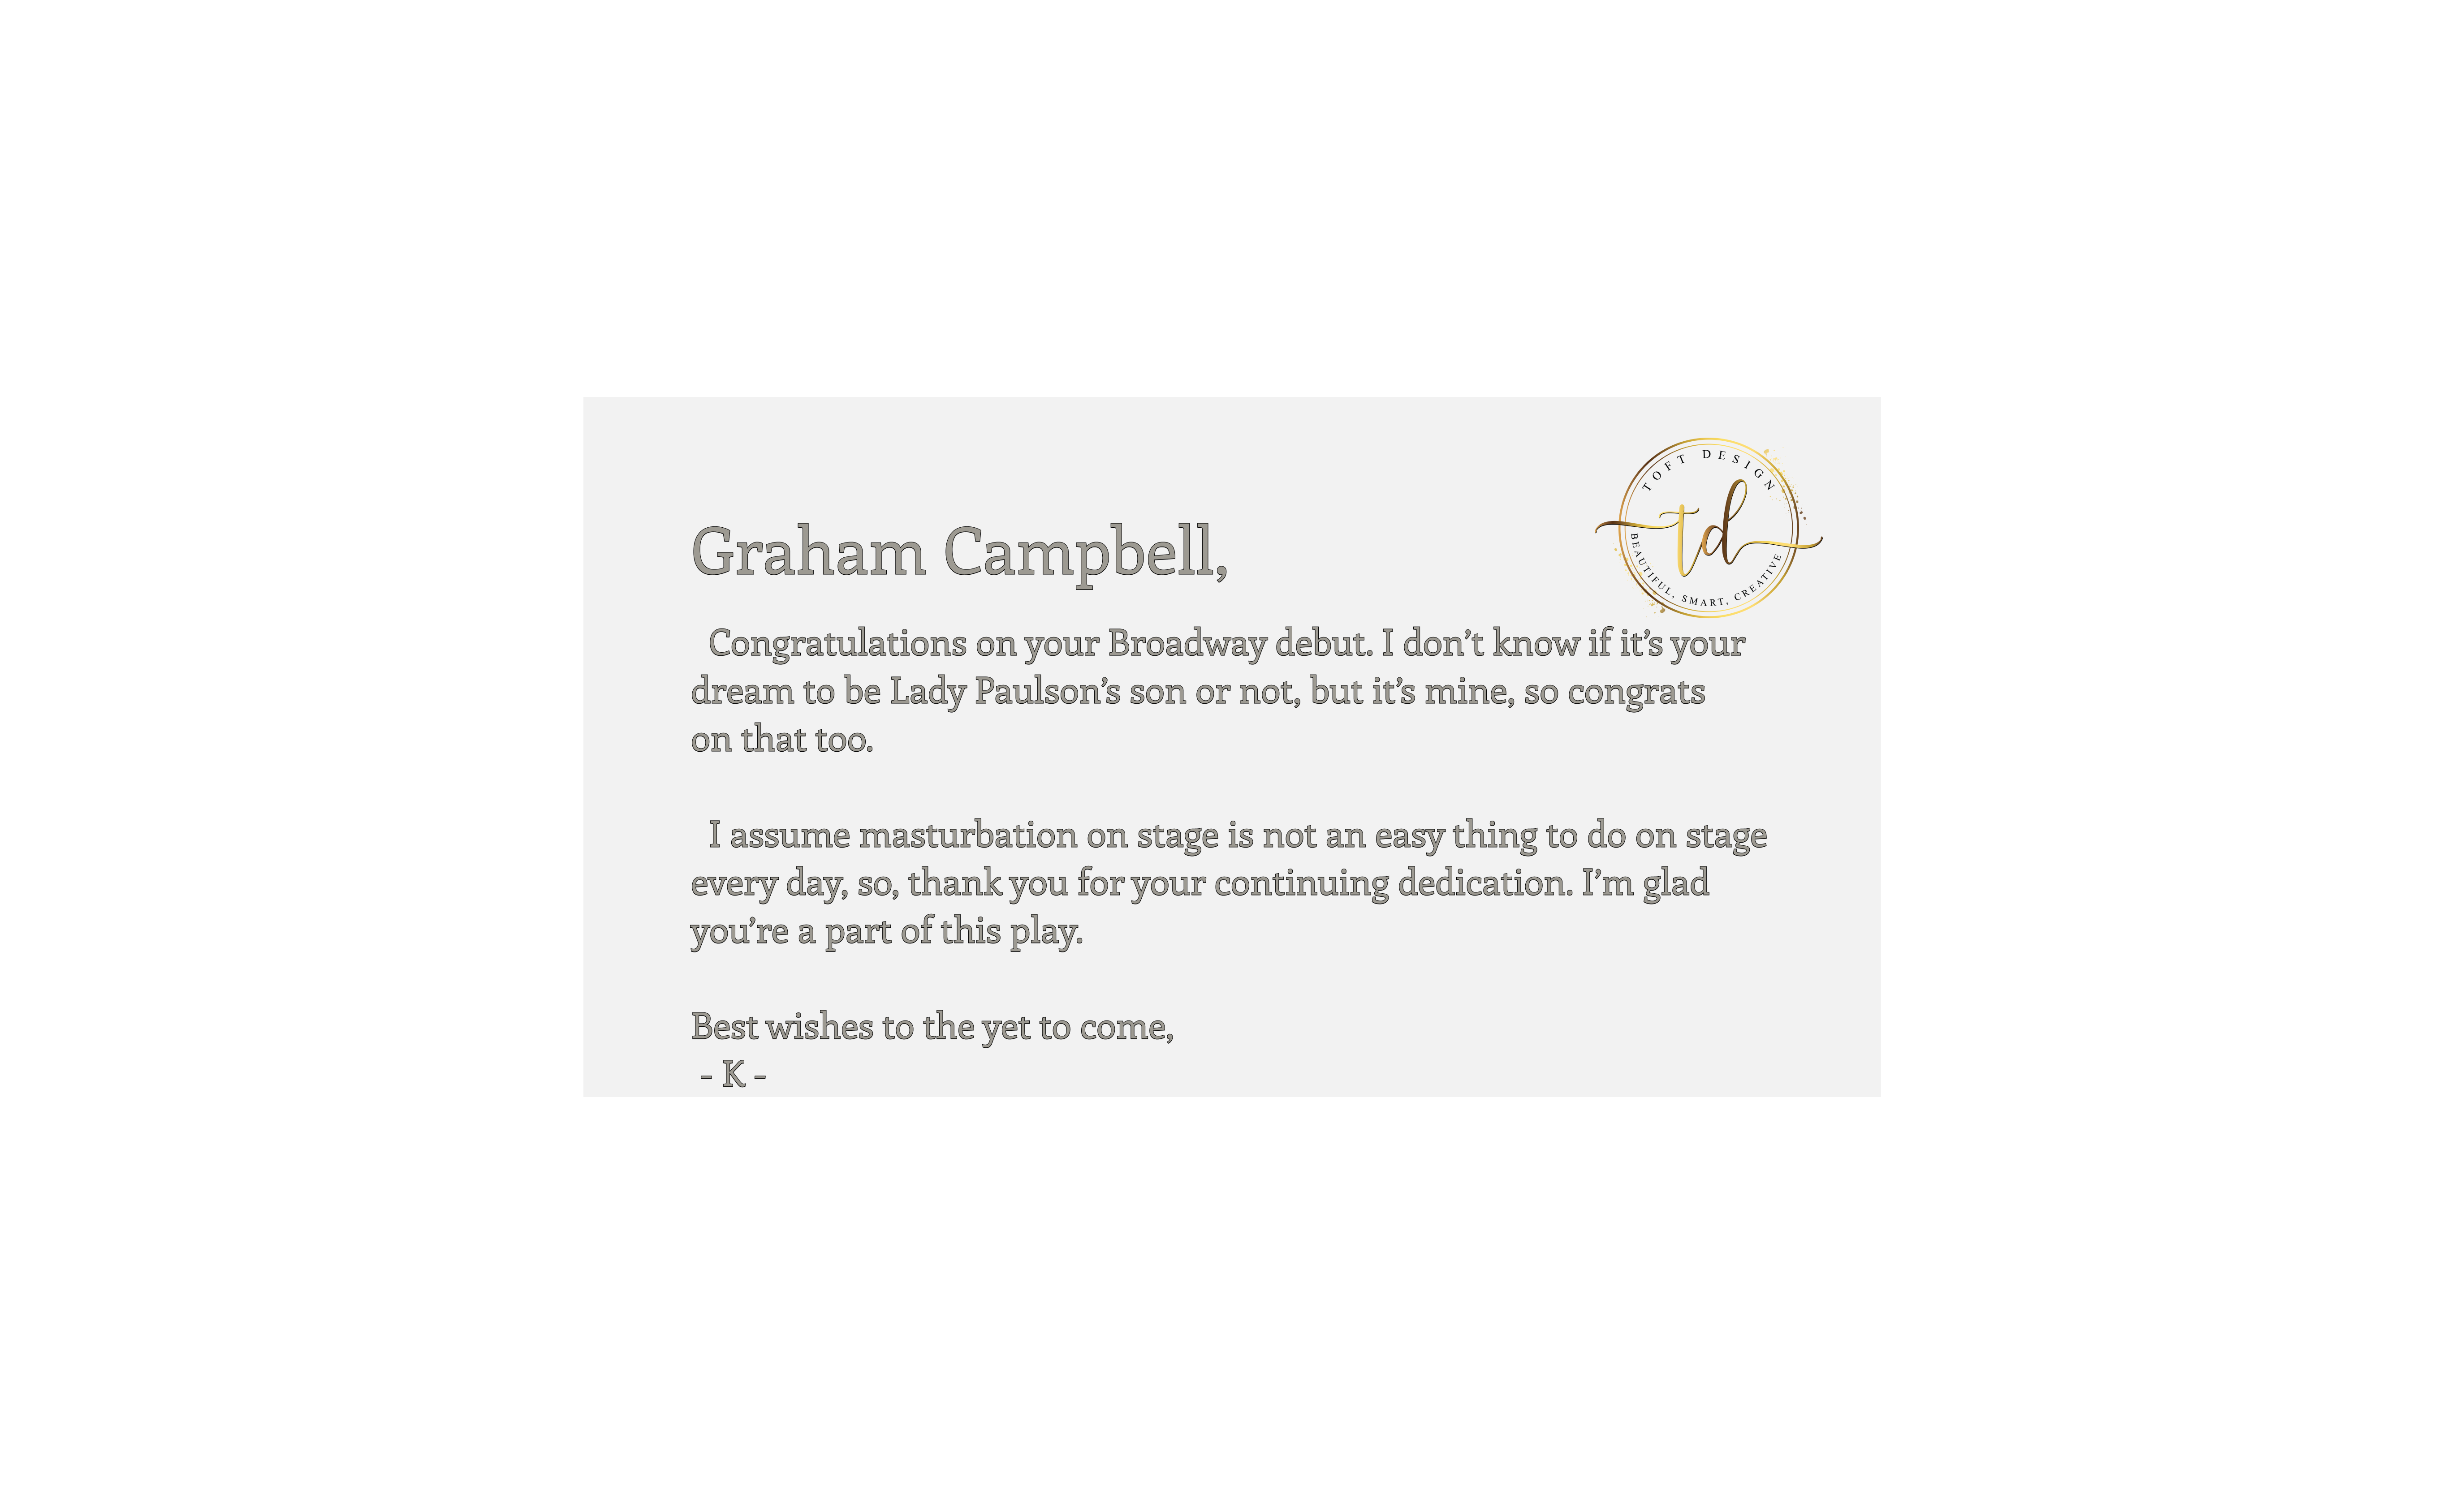 TOFT DESIGN
td
BEAUTIFUL, SMART, CREATIVE
Graham Campbell,
Congratulations on your Broadway debut. I don’t know if it’s your
dream to be Lady Paulson’s son or not, but it’s mine, so congrats
on that too.
I assume masturbation on stage is not an easy thing to do on stage
every day, so, thank you for your continuing dedication. I’m glad
you’re a part of this play.
Best wishes to the yet to come,
- K -